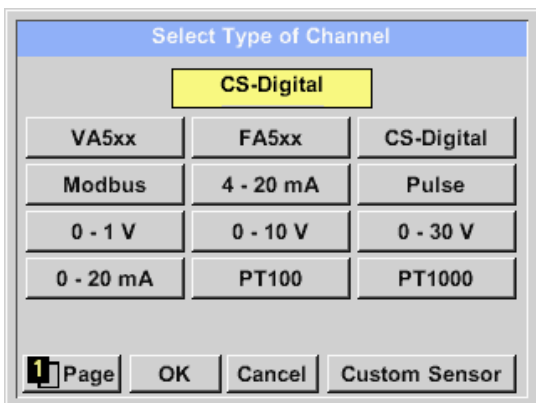 Select Type of Channel
CS-Digital
VA5xx FA5xx CS-Digital
Modbus 4 - 20 mA Pulse
0 - 1 V 0 - 10 V 0 - 30 V
0 - 20 mA PT100 PT1000
1 Page OK Cancel Custom Sensor